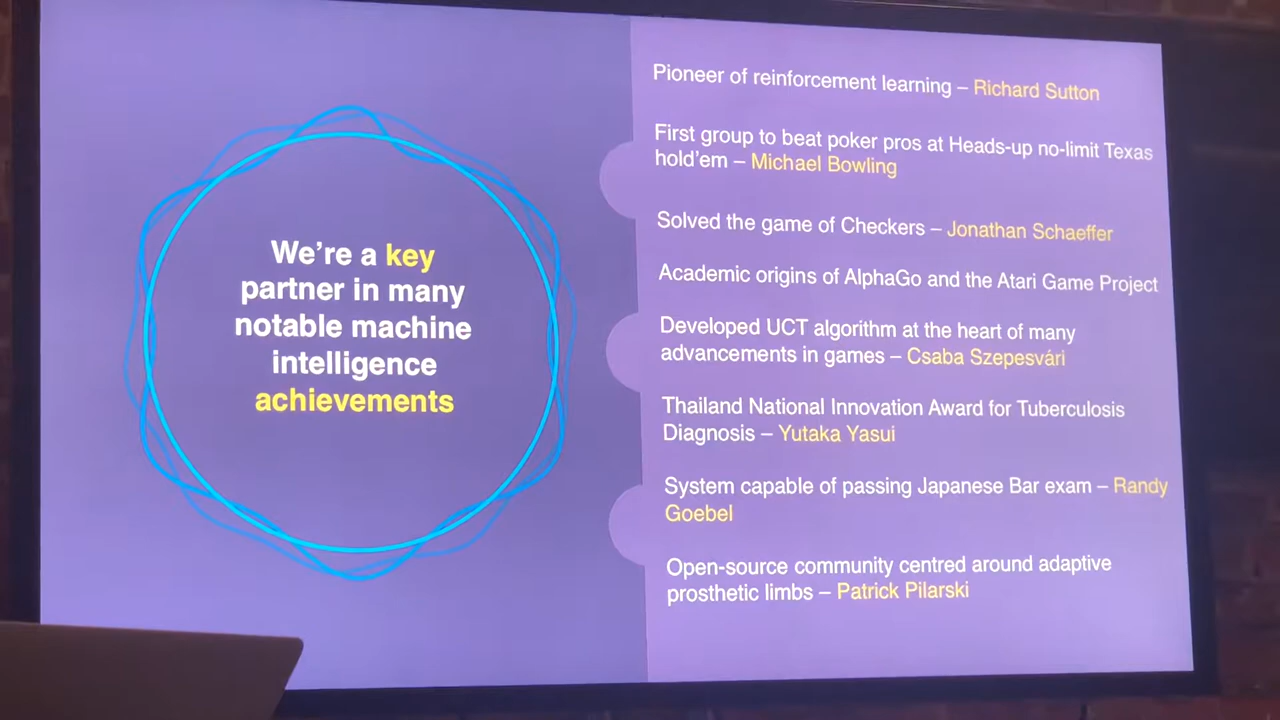 We're a key
partner in many
notable machine
intelligence
achievements
Pioneer of reinforcement learning – Richard Sutton
First group to beat poker pros at Heads-up no-limit Texas
hold'em – Michael Bowling
Solved the game of Checkers – Jonathan Schaeffer
Academic origins of AlphaGo and the Atari Game Project
Developed UCT algorithm at the heart of many
advancements in games – Csaba Szepesvári
Thailand National Innovation Award for Tuberculosis
Diagnosis – Yutaka Yasui
System capable of passing Japanese Bar exam – Randy
Goebel
Open-source community centred around adaptive
prosthetic limbs – Patrick Pilarski